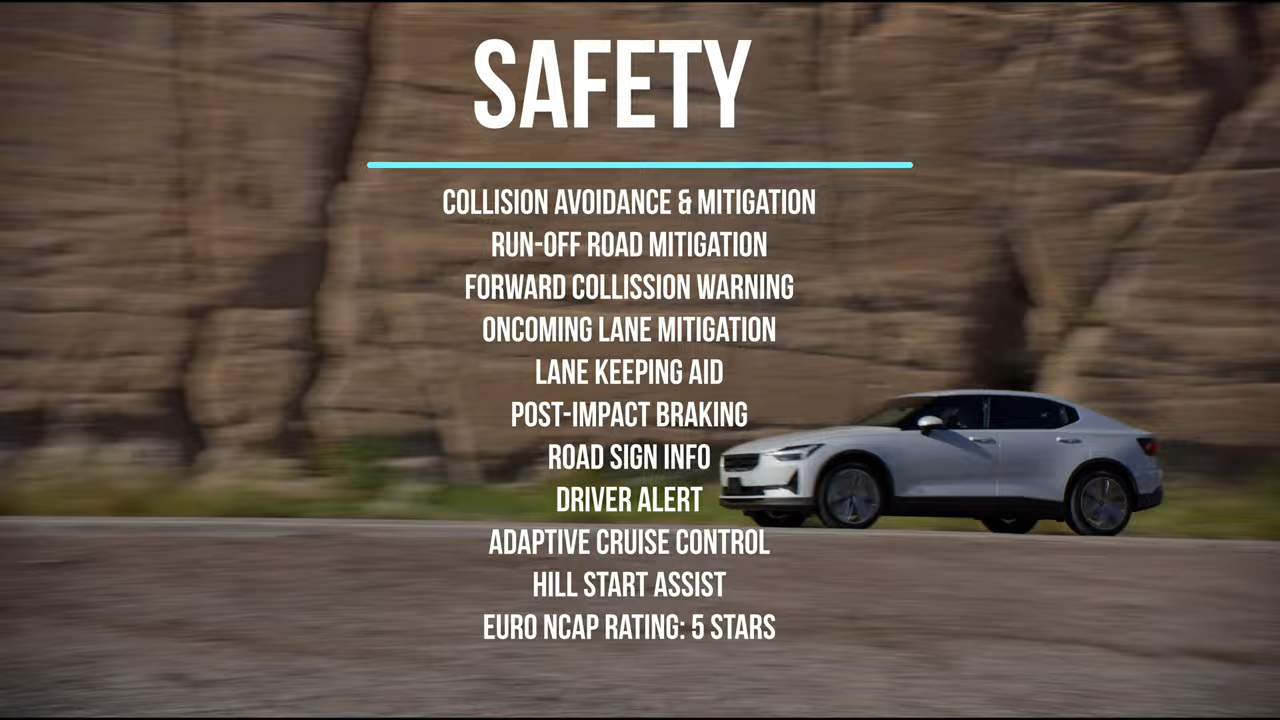 SAFETY
COLLISION AVOIDANCE & MITIGATION
RUN-OFF ROAD MITIGATION
FORWARD COLLISSION WARNING
ONCOMING LANE MITIGATION
LANE KEEPING AID
POST-IMPACT BRAKING
ROAD SIGN INFO
DRIVER ALERT
ADAPTIVE CRUISE CONTROL
HILL START ASSIST
EURO NCAP RATING: 5 STARS